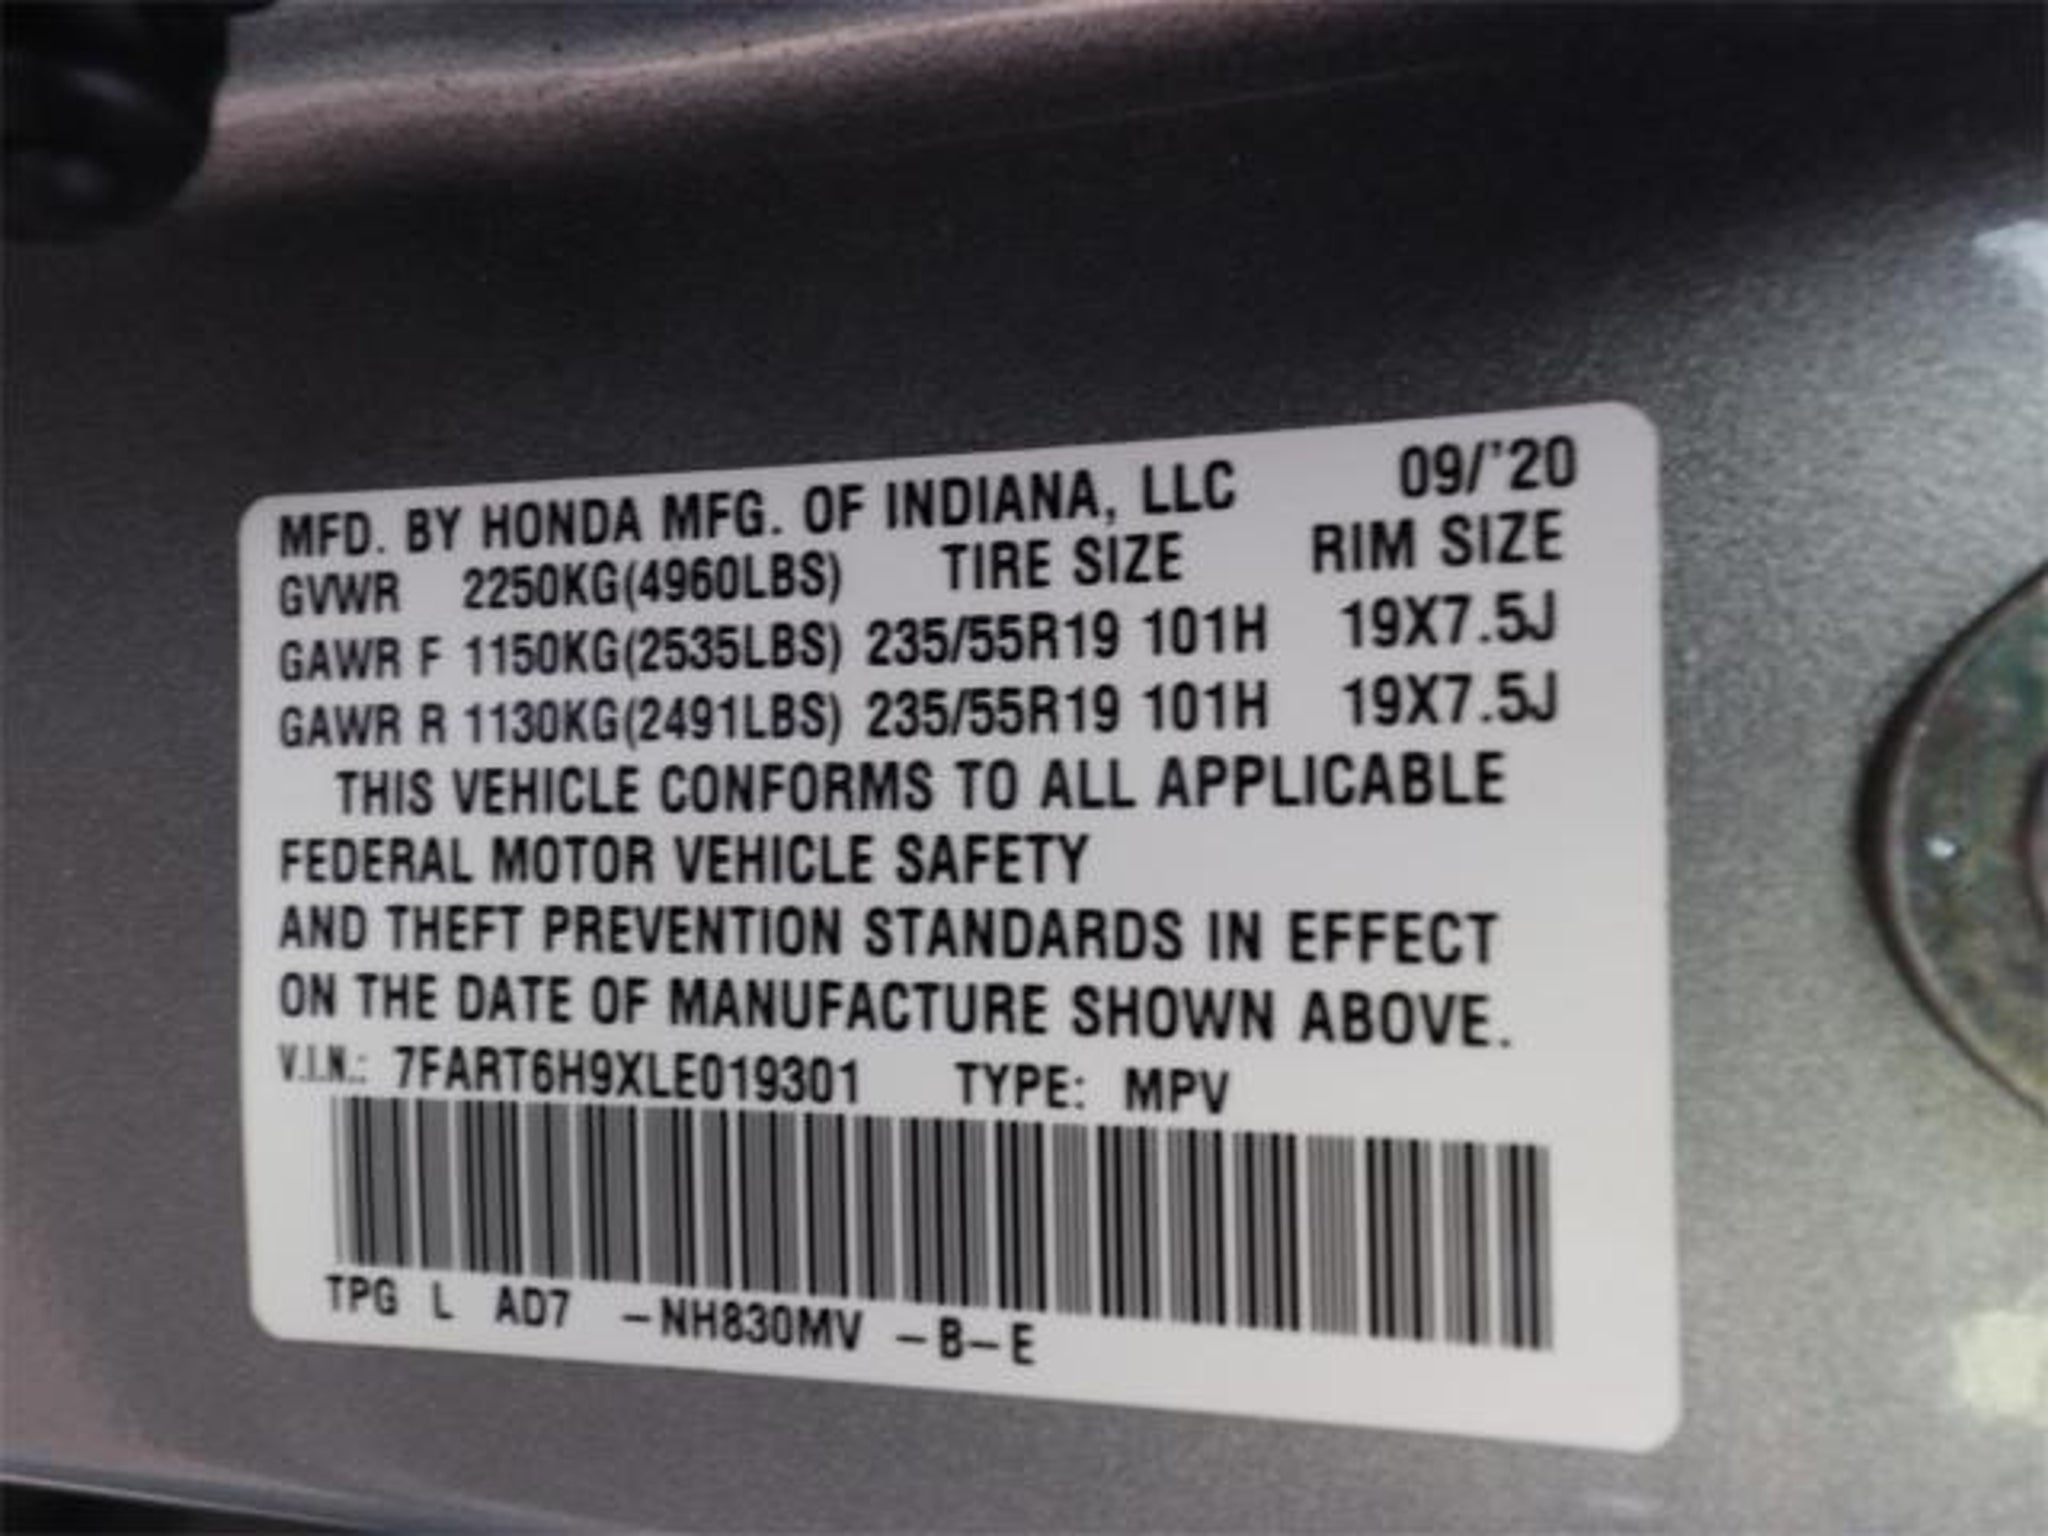 MFD. BY HONDA MFG. OF INDIANA, LLC 09/'20
GVWR 2250KG(4960LBS) TIRE SIZE RIM SIZE
GAWR F 1150KG(2535LBS) 235/55R19 101H 19X7.5J
GAWR R 1130KG(2491LBS) 235/55R19 101H 19X7.5J
THIS VEHICLE CONFORMS TO ALL APPLICABLE
FEDERAL MOTOR VEHICLE SAFETY
AND THEFT PREVENTION STANDARDS IN EFFECT
ON THE DATE OF MANUFACTURE SHOWN ABOVE.
V.I.N.: 7FART6H9XLE019301 TYPE: MPV
TPG L AD7 -NH830MV -B-E